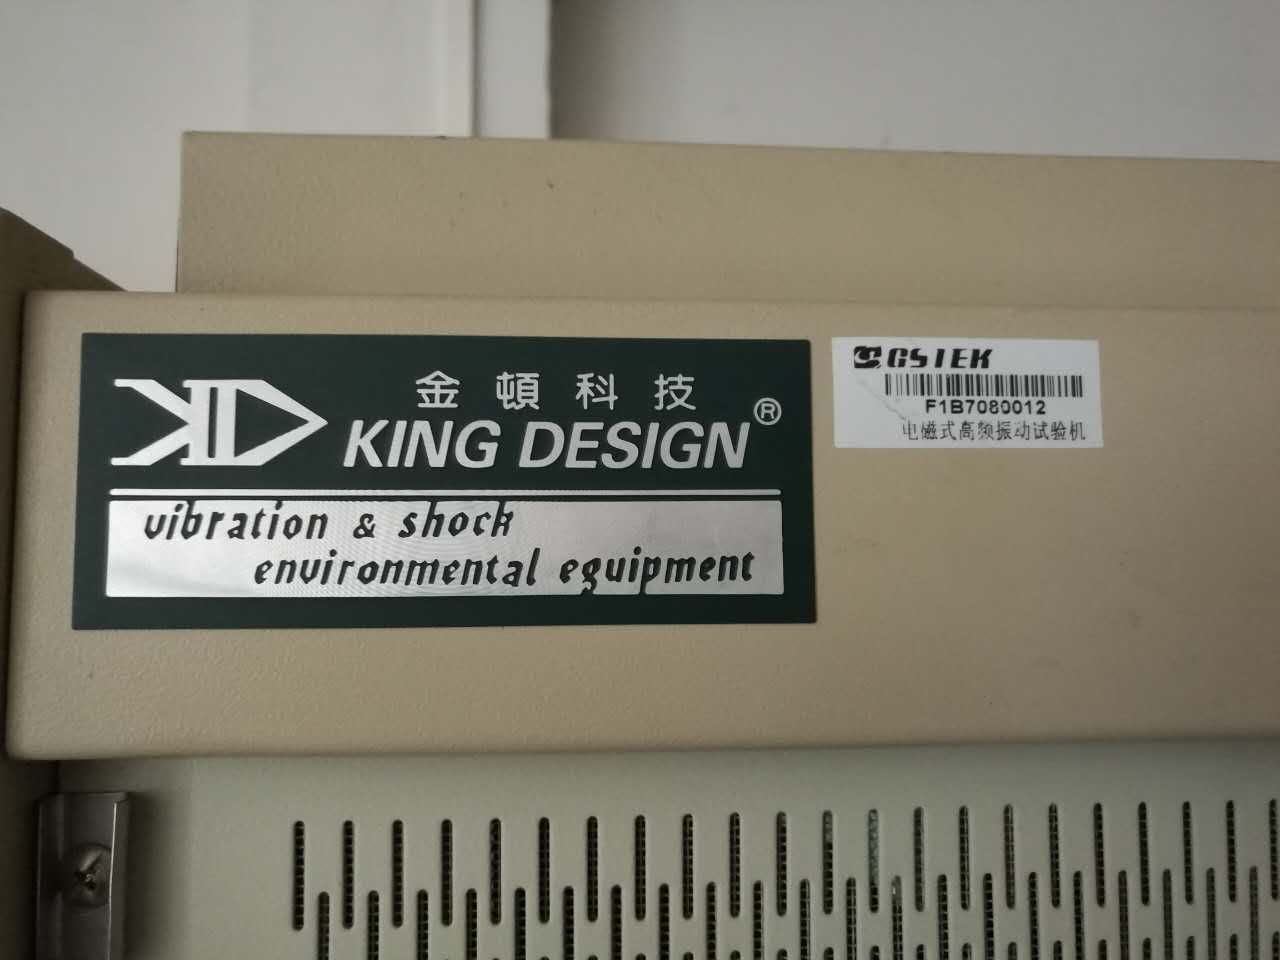 KD
金頓科技
KING DESIGN®
vibration & shock
environmental equipment
GSTEK
F1B7080012
电磁式高频振动试验机